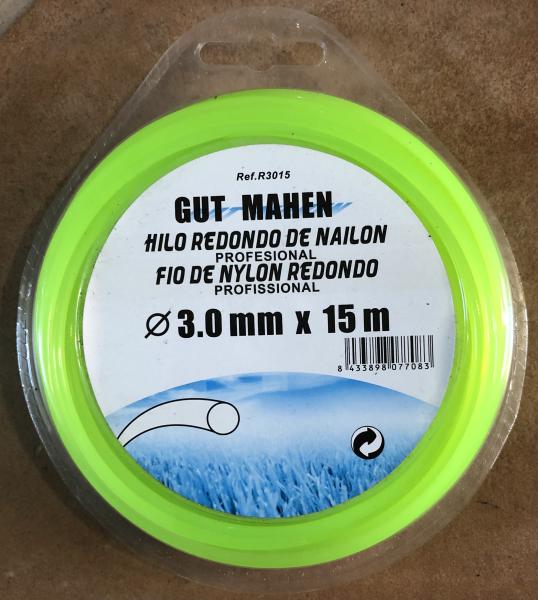 Ref.R3015
GUT MAHEN
HILO REDONDO DE NAILON
PROFESIONAL
FIO DE NYLON REDONDO
PROFISSIONAL
Ø 3.0 mm x 15 m
8 433898 077083